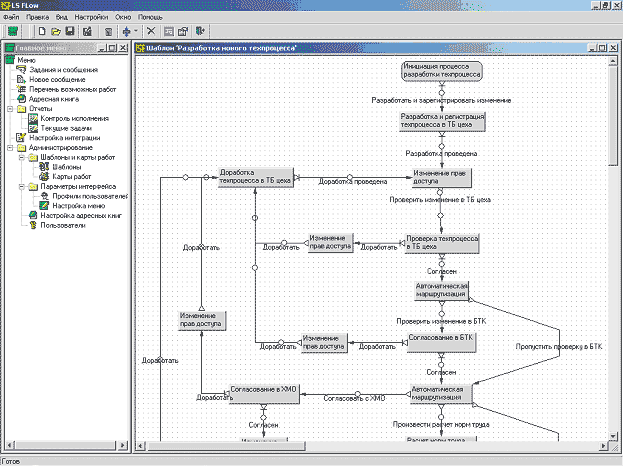 LS FLow
Файл Правка Вид Настройки Окно Помощь
Главное меню
Меню
Задания и сообщения
Новое сообщение
Перечень возможных работ
Адресная книга
Отчеты
Контроль исполнения
Текущие задачи
Настройка интеграции
Администрирование
Шаблоны и карты работ
Шаблоны
Карты работ
Параметры интерфейса
Профили пользователей
Настройка меню
Настройка адресных книг
Пользователи
Шаблон "Разработка нового техпроцесса"
Инициация процесса
разработки техпроцесса
Разработать и зарегистрировать изменение
Разработка и регистрация
техпроцесса в ТБ цеха
Разработка проведена
Доработка
техпроцесса в ТБ цеха
Доработка проведена
Изменение прав
доступа
Проверить изменение в ТБ цеха
Доработать
Доработать
Изменение
прав доступа
Доработать
Проверка техпроцесса
в ТБ цеха
Согласен
Автоматическая
маршрутизация
Изменение
прав доступа
Проверить изменение в БТК
Доработать
Изменение
прав доступа
Доработать
Согласование в БТК
Пропустить проверку в БТК
Доработать
Согласен
Доработать
Согласование в ХМО
Согласовать с ХМО
Автоматическая
маршрутизация
Согласен
Произвести расчет норм труда
Изменение
Расчет норм труда
Готов